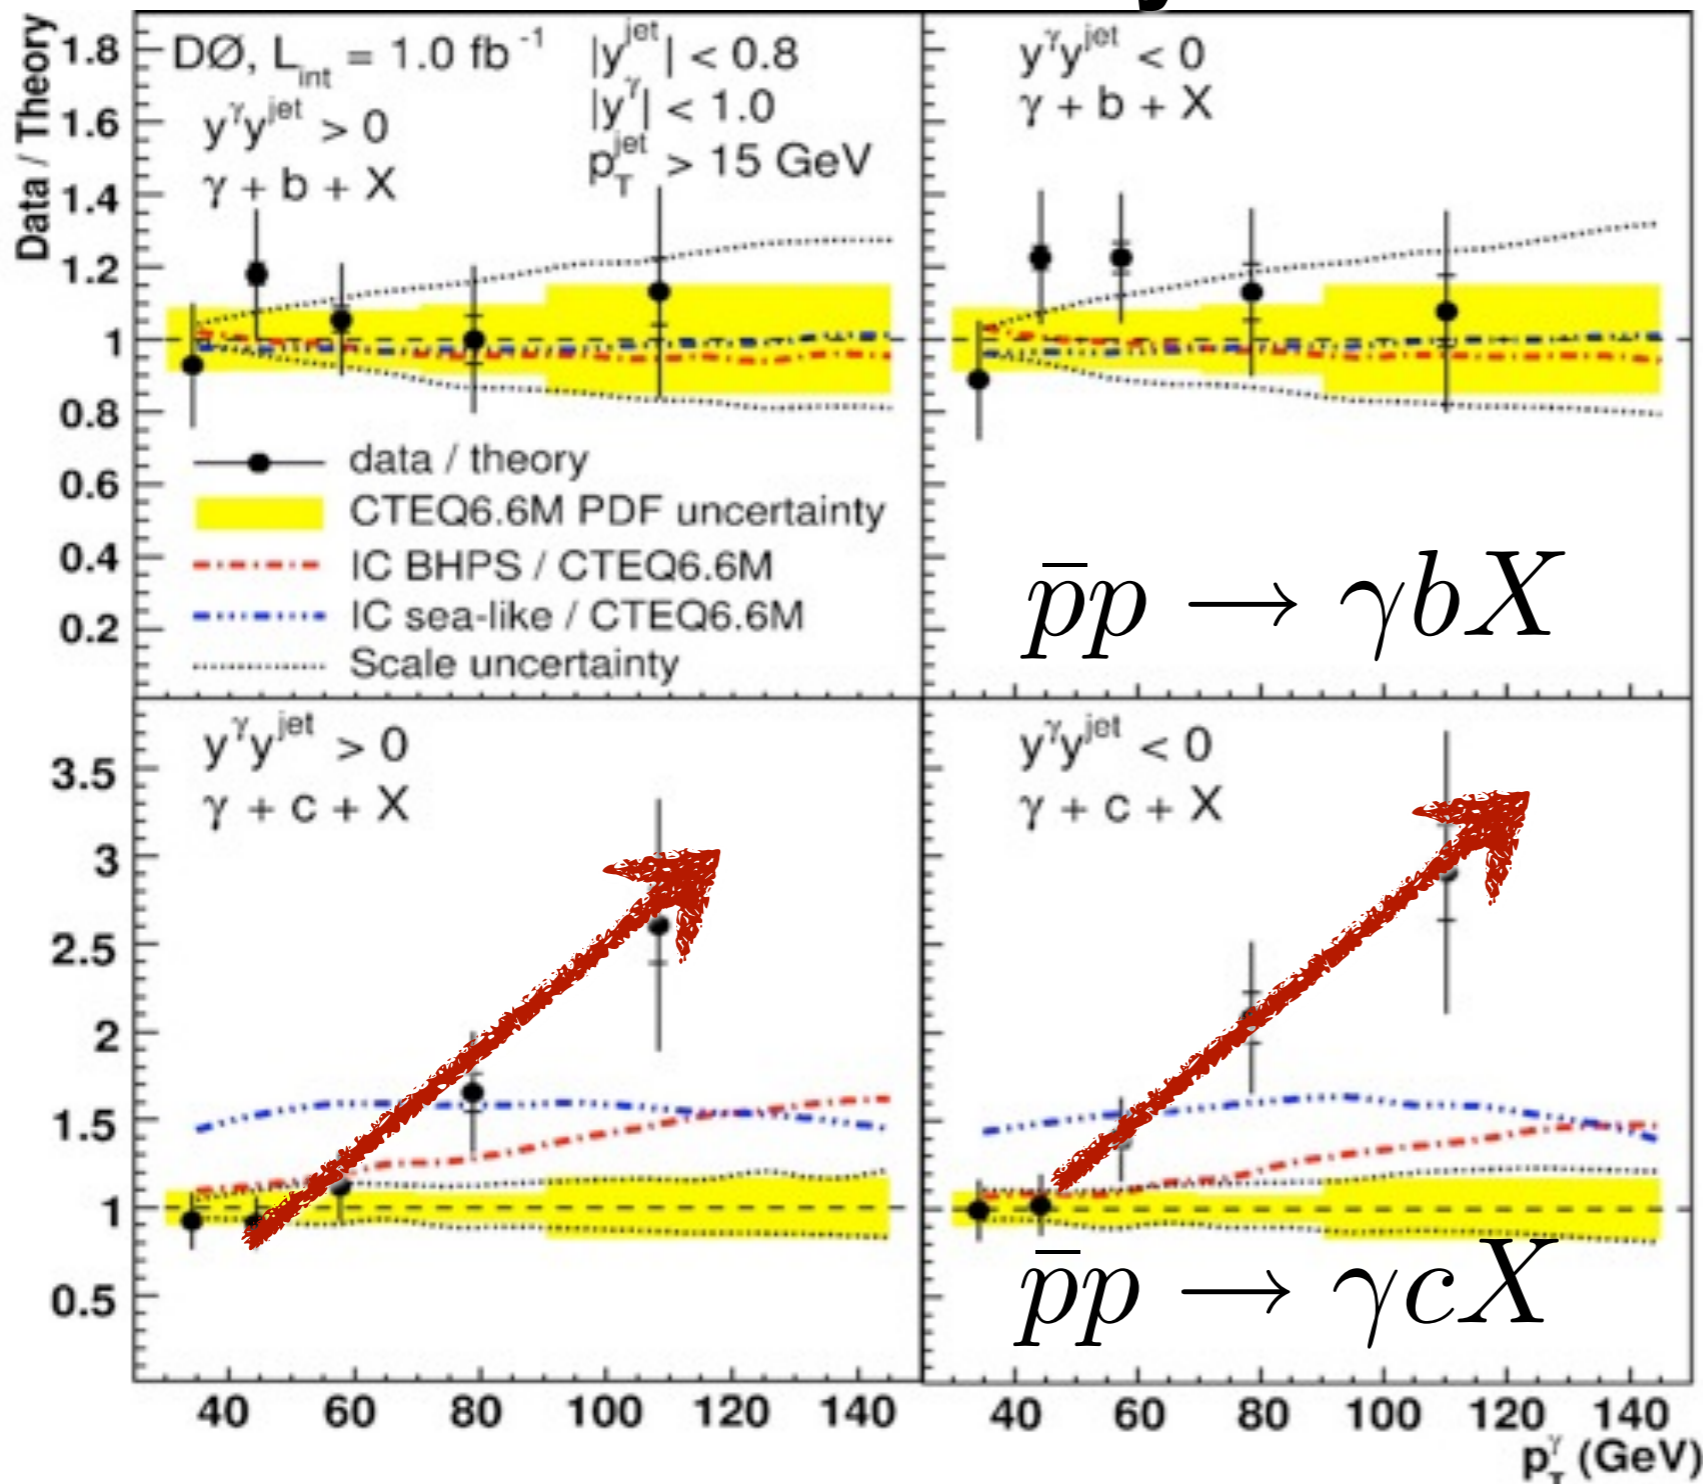 Data / Theory
DØ, L_int = 1.0 fb⁻¹
y^γ y^jet > 0
γ + b + X
|y^jet| < 0.8
|y^γ| < 1.0
p_T^jet > 15 GeV
1.8
1.6
1.4
1.2
1
0.8
0.6
0.4
0.2
data / theory
CTEQ6.6M PDF uncertainty
IC BHPS / CTEQ6.6M
IC sea-like / CTEQ6.6M
Scale uncertainty
y^γ y^jet < 0
γ + b + X
p̄p → γbX
y^γ y^jet > 0
γ + c + X
3.5
3
2.5
2
1.5
1
0.5
y^γ y^jet < 0
γ + c + X
p̄p → γcX
40 60 80 100 120 140
40 60 80 100 120 140
p_T^γ (GeV)